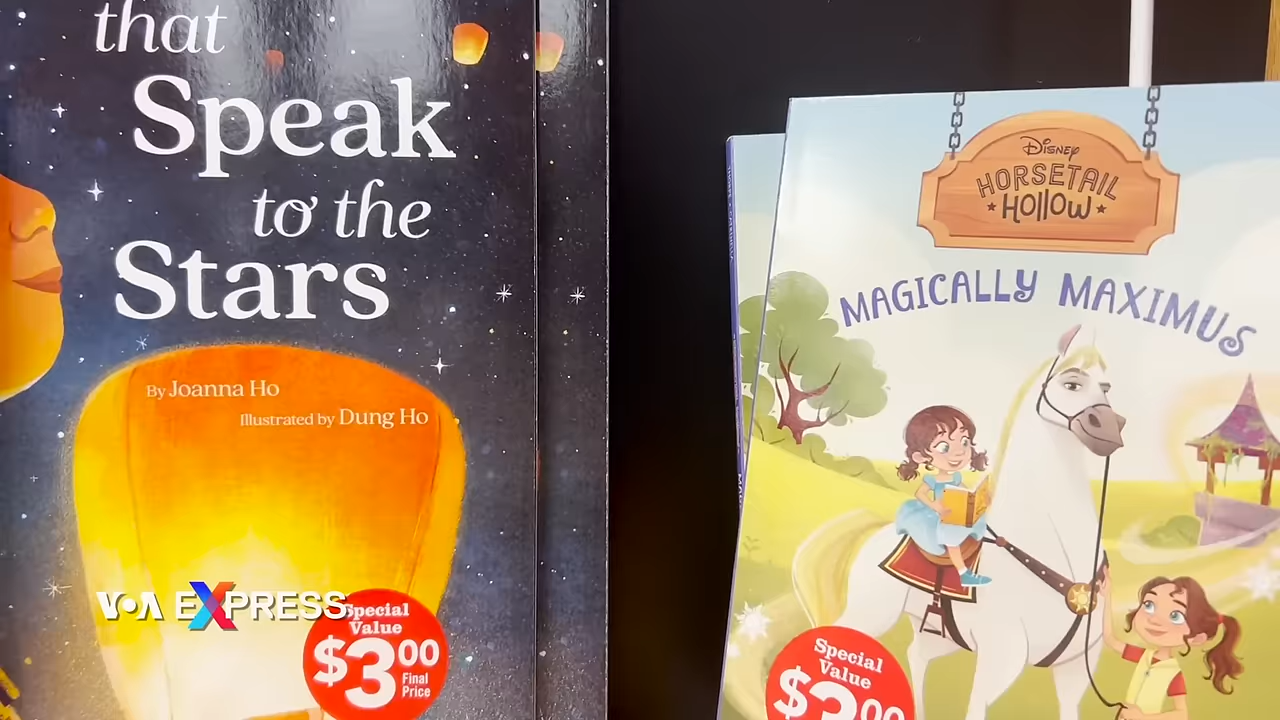 that
Speak
to the
Stars
By Joanna Ho
Illustrated by Dung Ho
VOA EXPRESS
Special
Value
$3.00
Final
Price
DISNEY
HORSETAIL
HOLLOW
MAGICALLY MAXIMUS
Special
Value